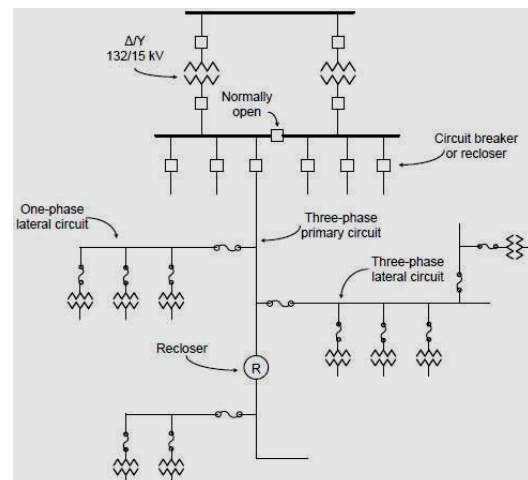 Δ/Y
132/15 kV
Normally
open
Circuit breaker
or recloser
One-phase
lateral circuit
Three-phase
primary circuit
Three-phase
lateral circuit
Recloser
R